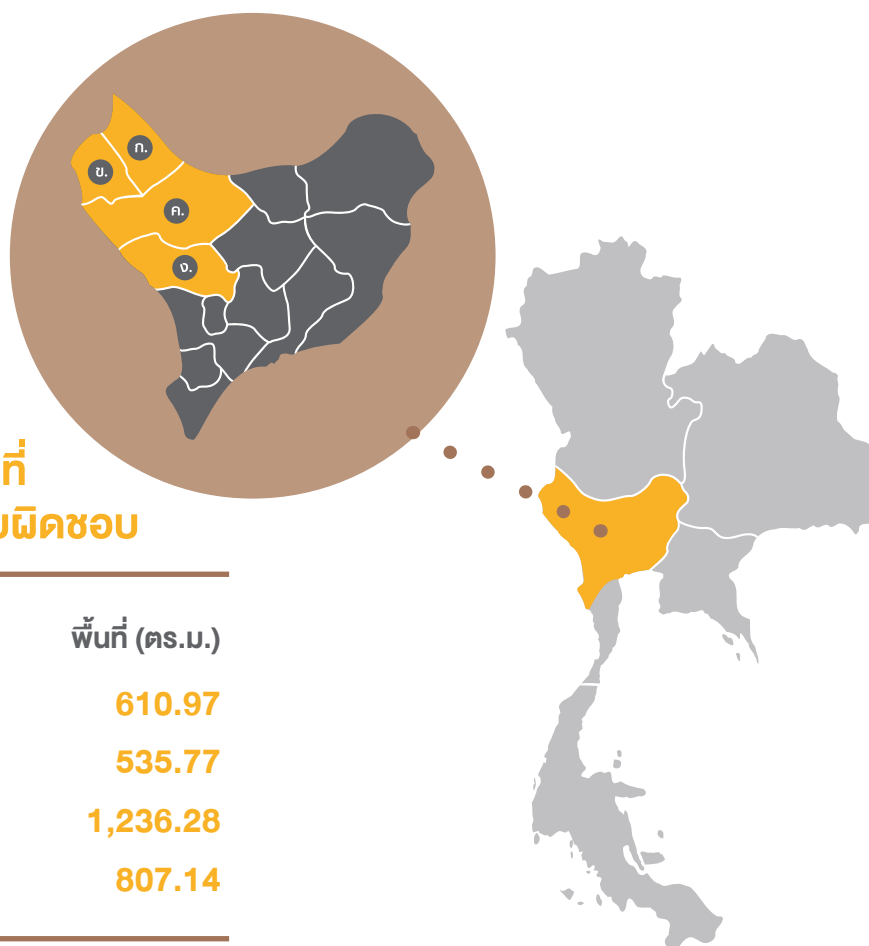 ก.
ข.
ค.
ง.
ที่
ผิดชอบ
พื้นที่ (ตร.ม.)
610.97
535.77
1,236.28
807.14